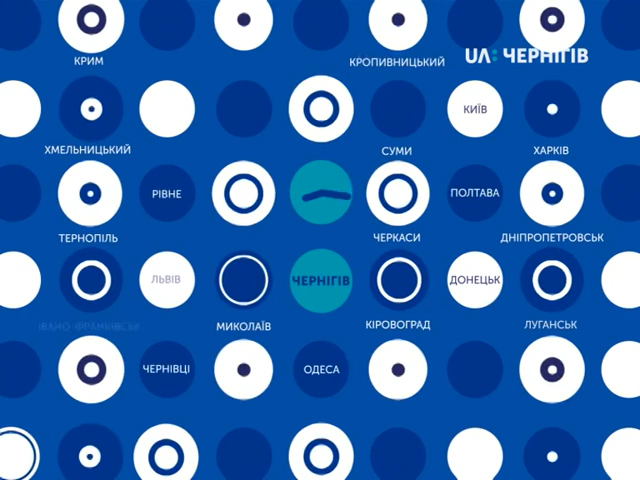 КРИМ
КРОПИВНИЦЬКИЙ
UA: ЧЕРНІГІВ
КИЇВ
ХМЕЛЬНИЦЬКИЙ
СУМИ
ХАРКІВ
РІВНЕ
ПОЛТАВА
ТЕРНОПІЛЬ
ЧЕРКАСИ
ДНІПРОПЕТРОВСЬК
ЛЬВІВ
ЧЕРНІГІВ
ДОНЕЦЬК
ІВАНО-ФРАНКІВСЬК
МИКОЛАЇВ
КІРОВОГРАД
ЛУГАНСЬК
ЧЕРНІВЦІ
ОДЕСА